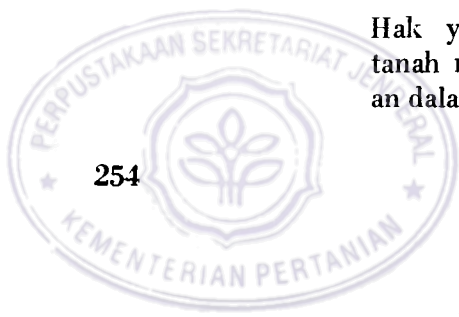 Hak y
tanah
an dala
254
PERPUSTAKAAN SEKRETARIAT JENDERAL
★ KEMENTERIAN PERTANIAN ★